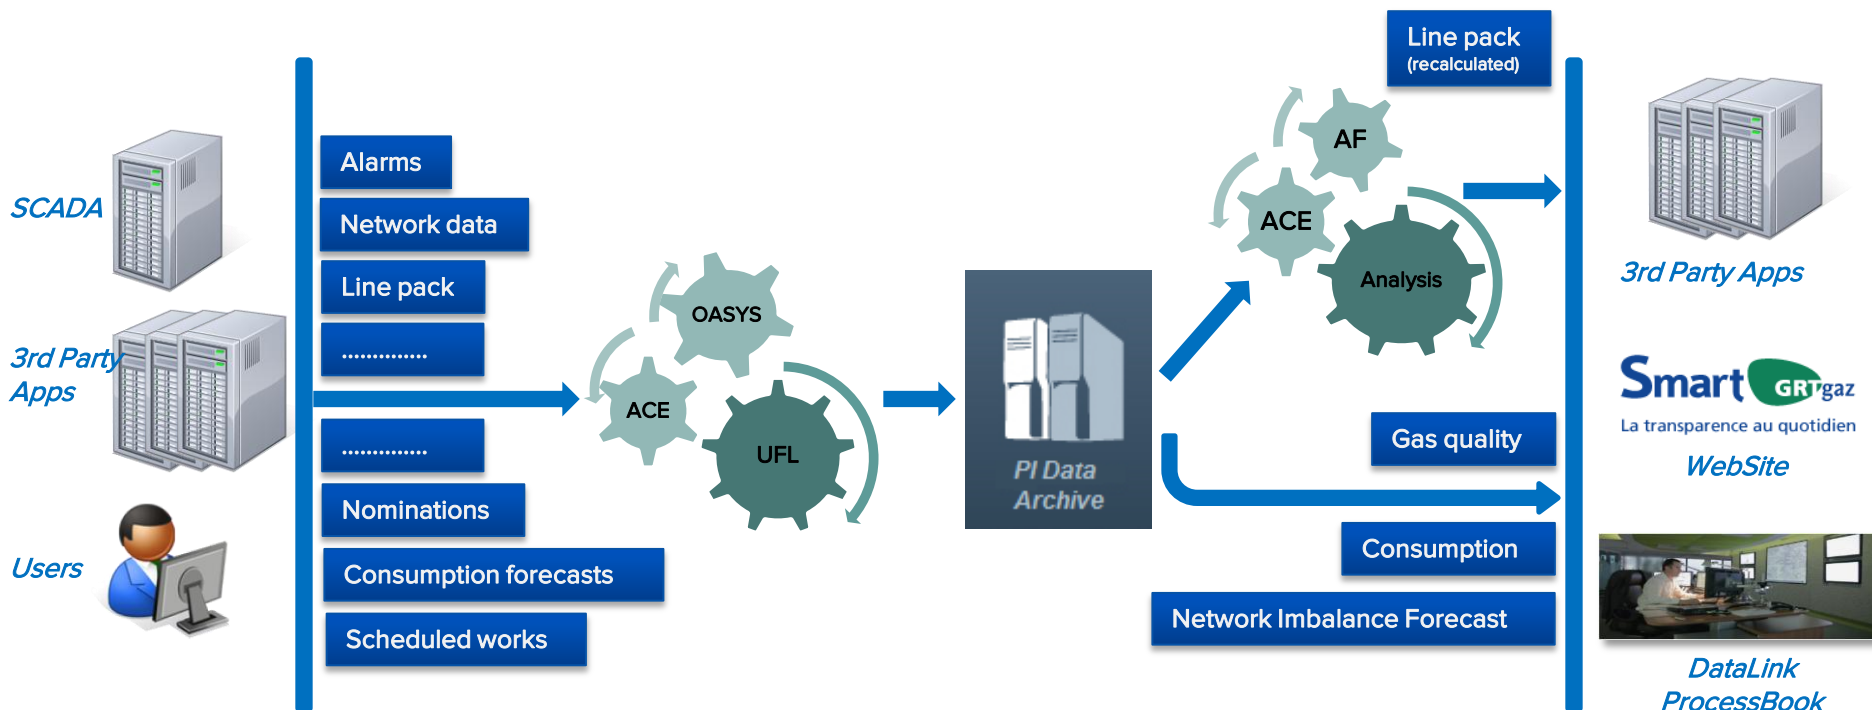 SCADA
3rd Party
Apps
Users
Alarms
Network data
Line pack
..............
..............
Nominations
Consumption forecasts
Scheduled works
OASYS
ACE
UFL
PI Data
Archive
AF
ACE
Analysis
Line pack
(recalculated)
Gas quality
Consumption
Network Imbalance Forecast
3rd Party Apps
Smart GRTgaz
La transparence au quotidien
WebSite
DataLink
ProcessBook